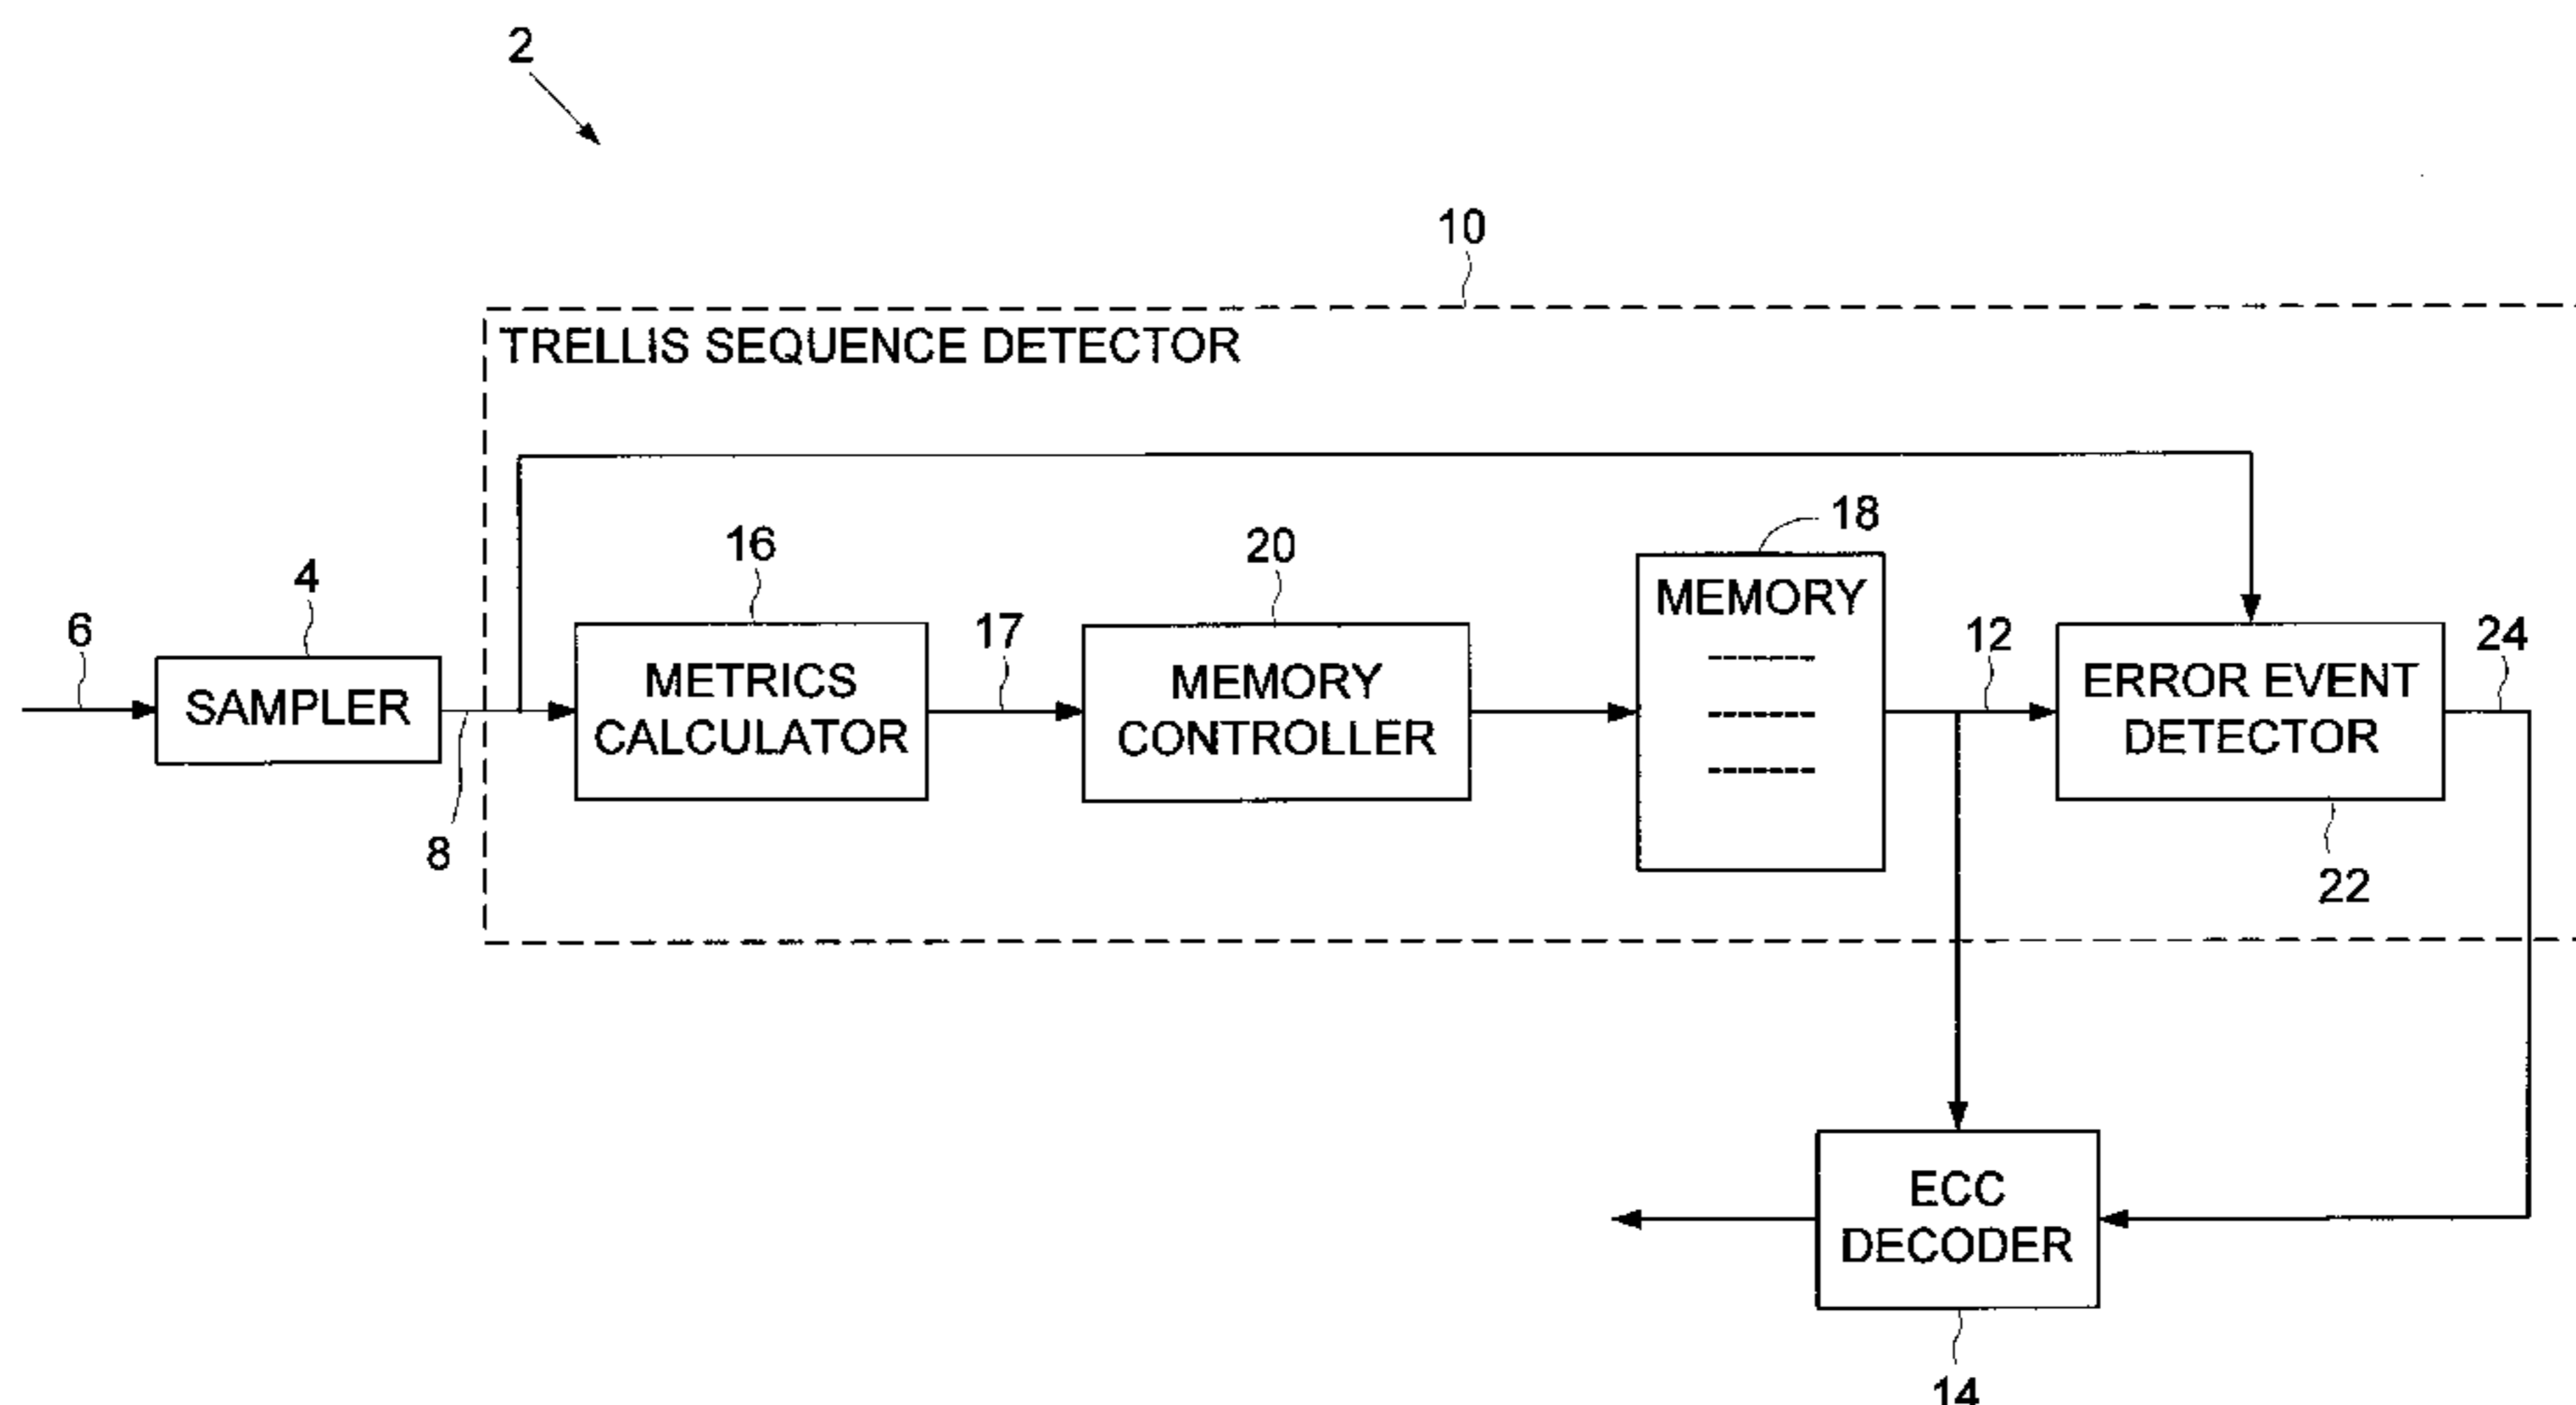 2
10
TRELLIS SEQUENCE DETECTOR
18
16
20
4
MEMORY
6
17
12
24
SAMPLER
METRICS
CALCULATOR
MEMORY
CONTROLLER
ERROR EVENT
DETECTOR
8
22
ECC
DECODER
14